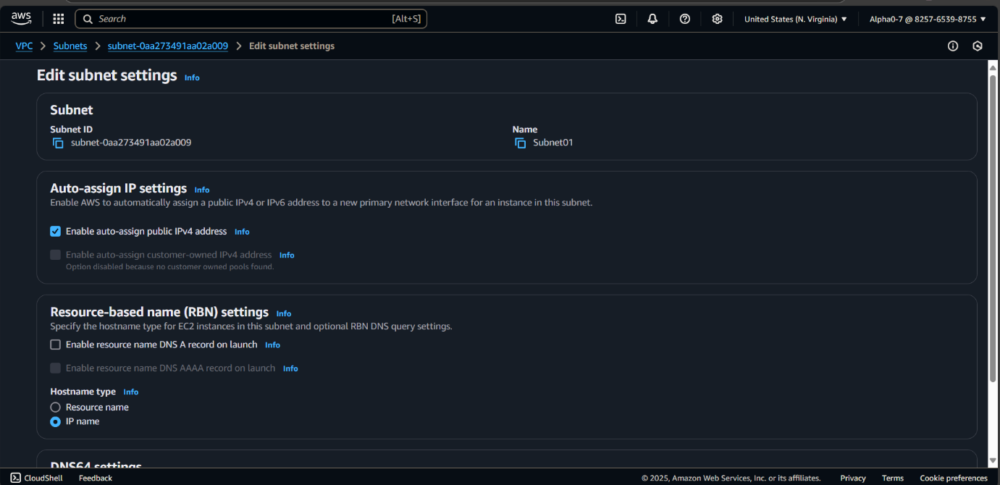 aws
Search [Alt+S]
United States (N. Virginia) Alpha0-7 @ 8257-6539-8755
VPC Subnets subnet-0aa273491aa02a009 Edit subnet settings
Edit subnet settings Info
Subnet
Subnet ID
subnet-0aa273491aa02a009
Name
Subnet01
Auto-assign IP settings Info
Enable AWS to automatically assign a public IPv4 or IPv6 address to a new primary network interface for an instance in this subnet.
Enable auto-assign public IPv4 address Info
Enable auto-assign customer-owned IPv4 address Info
Option disabled because no customer owned pools found.
Resource-based name (RBN) settings Info
Specify the hostname type for EC2 instances in this subnet and optional RBN DNS query settings.
Enable resource name DNS A record on launch Info
Enable resource name DNS AAAA record on launch Info
Hostname type Info
Resource name
IP name
DNS64 settings
CloudShell Feedback © 2025, Amazon Web Services, Inc. or its affiliates. Privacy Terms Cookie preferences